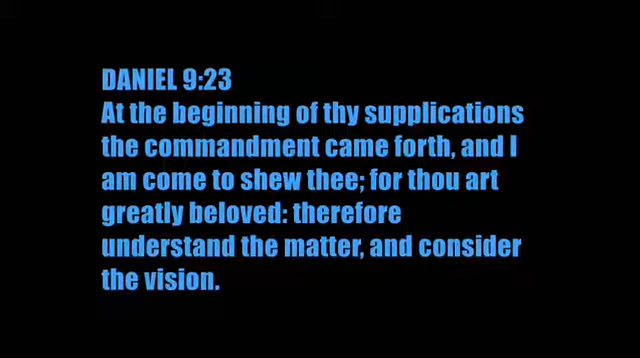 DANIEL 9:23
At the beginning of thy supplications
the commandment came forth, and I
am come to shew thee; for thou art
greatly beloved: therefore
understand the matter, and consider
the vision.